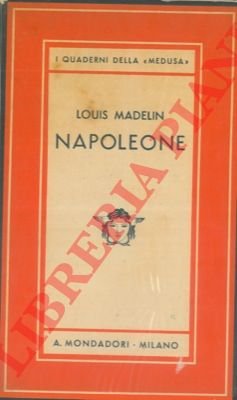 I QUADERNI DELLA «MEDUSA»
LOUIS MADELIN
NAPOLEONE
A. MONDADORI - MILANO
LIBRERIA PIANI